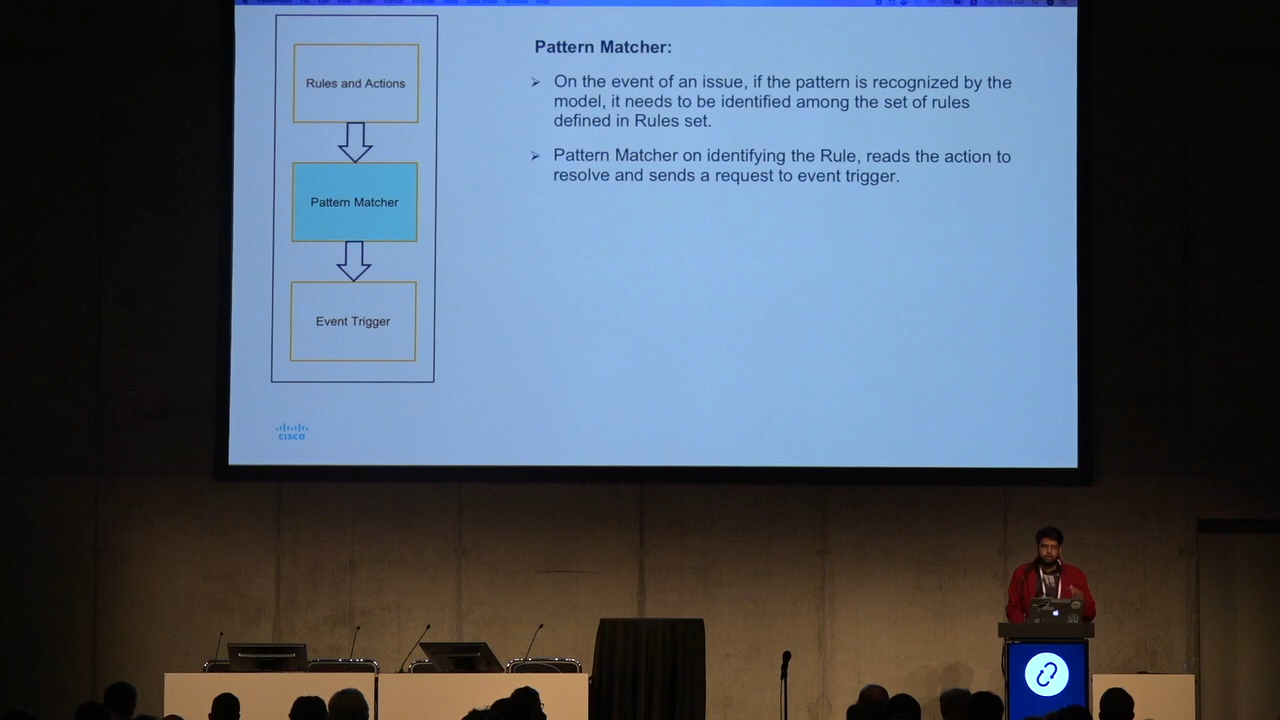 Rules and Actions
Pattern Matcher
Event Trigger
Pattern Matcher:
On the event of an issue, if the pattern is recognized by the
model, it needs to be identified among the set of rules
defined in Rules set.
Pattern Matcher on identifying the Rule, reads the action to
resolve and sends a request to event trigger.
CISCO